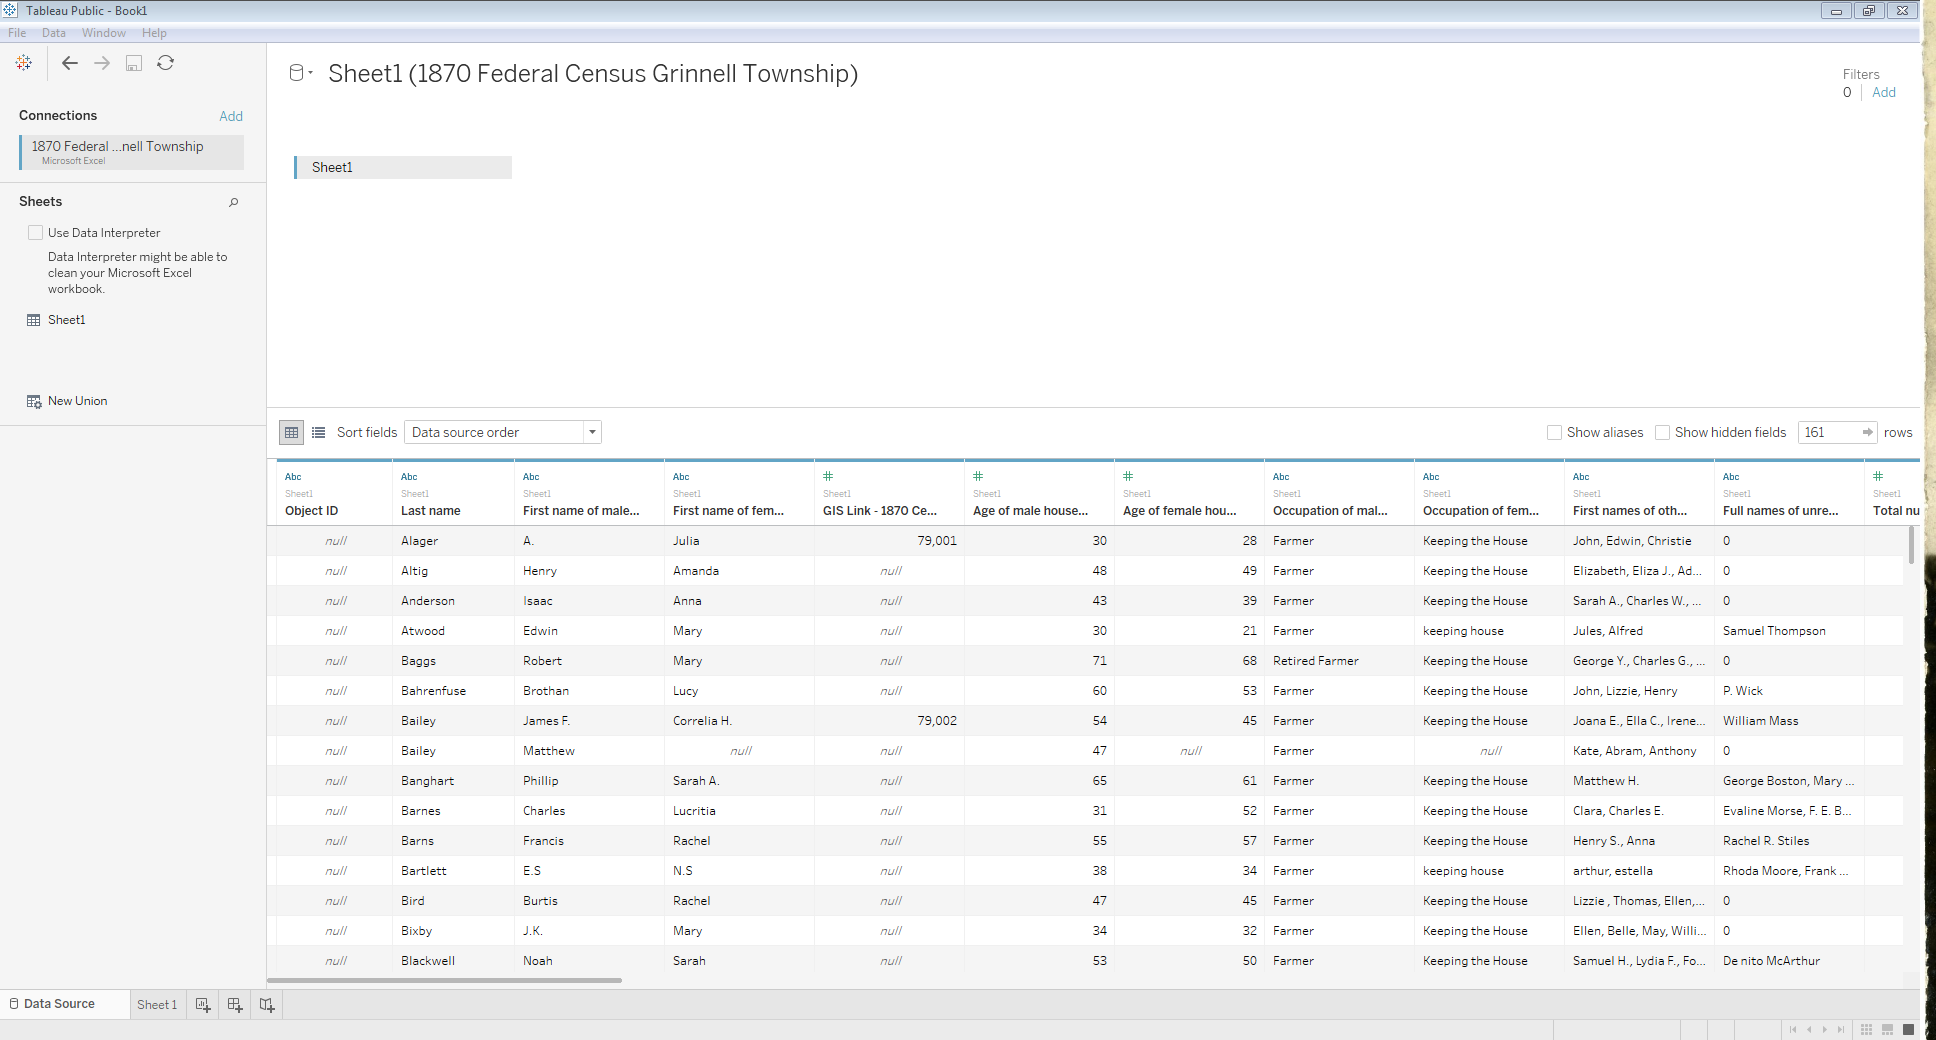 Tableau Public - Book1
File Data Window Help
Connections Add
1870 Federal ...nell Township
Microsoft Excel
Sheets
Use Data Interpreter
Data Interpreter might be able to
clean your Microsoft Excel
workbook.
Sheet1
New Union
Sheet1 (1870 Federal Census Grinnell Township)
Filters
0 Add
Sheet1
Sort fields Data source order Show aliases Show hidden fields 161 rows
Abc Abc Abc Abc # # # Abc Abc Abc Abc #
Sheet1 Sheet1 Sheet1 Sheet1 Sheet1 Sheet1 Sheet1 Sheet1 Sheet1 Sheet1 Sheet1 Sheet1
Object ID Last name First name of male... First name of fem... GIS Link - 1870 Ce... Age of male house... Age of female hou... Occupation of mal... Occupation of fem... First names of oth... Full names of unre... Total nu
null Alager A. Julia 79,001 30 28 Farmer Keeping the House John, Edwin, Christie 0
null Altig Henry Amanda null 48 49 Farmer Keeping the House Elizabeth, Eliza J., Ad... 0
null Anderson Isaac Anna null 43 39 Farmer Keeping the House Sarah A., Charles W., ... 0
null Atwood Edwin Mary null 30 21 Farmer keeping house Jules, Alfred Samuel Thompson
null Baggs Robert Mary null 71 68 Retired Farmer Keeping the House George Y., Charles G., ... 0
null Bahrenfuse Brothan Lucy null 60 53 Farmer Keeping the House John, Lizzie, Henry P. Wick
null Bailey James F. Correlia H. 79,002 54 45 Farmer Keeping the House Joana E., Ella C., Irene... William Mass
null Bailey Matthew null null 47 null Farmer null Kate, Abram, Anthony 0
null Banghart Phillip Sarah A. null 65 61 Farmer Keeping the House Matthew H. George Boston, Mary ...
null Barnes Charles Lucritia null 31 52 Farmer Keeping the House Clara, Charles E. Evaline Morse, F. E. B...
null Barns Francis Rachel null 55 57 Farmer Keeping the House Henry S., Anna Rachel R. Stiles
null Bartlett E.S N.S null 38 34 Farmer keeping house arthur, estella Rhoda Moore, Frank ...
null Bird Burtis Rachel null 47 45 Farmer Keeping the House Lizzie , Thomas, Ellen,... 0
null Bixby J.K. Mary null 34 32 Farmer Keeping the House Ellen, Belle, May, Willi... 0
null Blackwell Noah Sarah null 53 50 Farmer Keeping the House Samuel H., Lydia F., Fo... De nito McArthur
Data Source Sheet 1